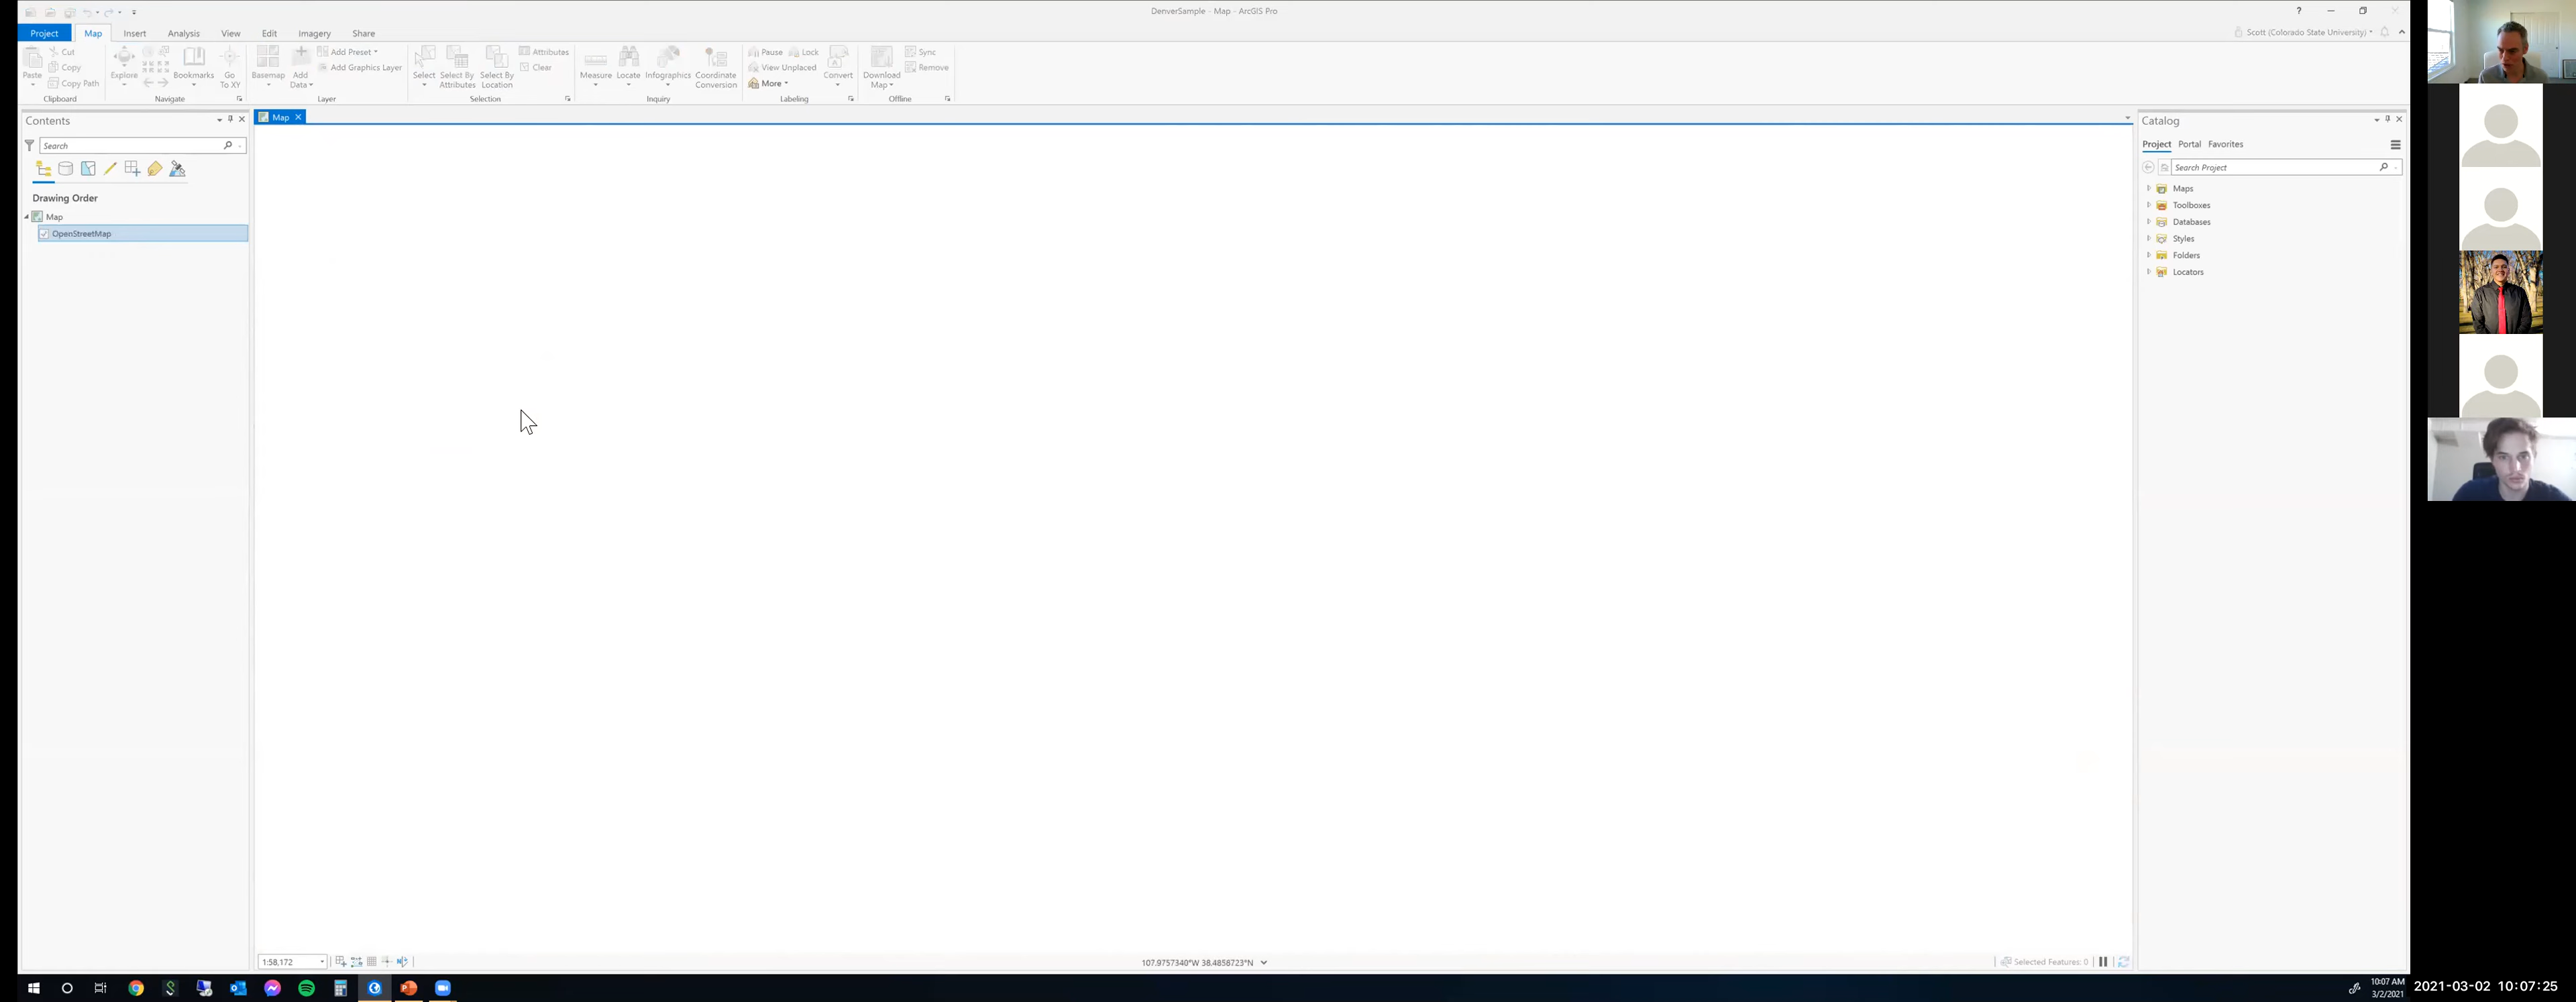 DenverSample - Map - ArcGIS Pro
?
Project Map Insert Analysis View Edit Imagery Share
Scott (Colorado State University)
Paste
Cut
Copy
Copy Path
Clipboard
Explore
Bookmarks
Go
To XY
Navigate
Basemap
Add
Data
Add Preset
Add Graphics Layer
Layer
Select
Select By
Attributes
Select By
Location
Attributes
Clear
Selection
Measure
Locate
Infographics
Coordinate
Conversion
Inquiry
Pause
Lock
View Unplaced
More
Convert
Labeling
Download
Map
Sync
Remove
Offline
Contents
Search
Drawing Order
Map
OpenStreetMap
Map
Catalog
Project Portal Favorites
Search Project
Maps
Toolboxes
Databases
Styles
Folders
Locators
1:58,172
107.9757340°W 38.4858723°N
Selected Features: 0
10:07 AM
3/2/2021
2021-03-02 10:07:25